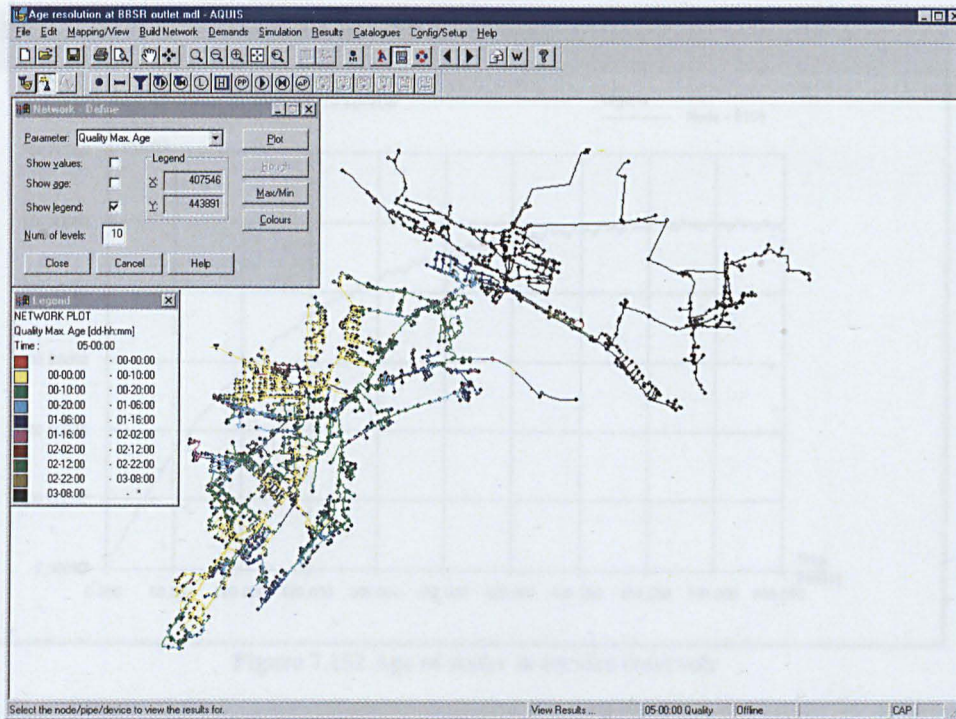 Age resolution at BBSR outlet mdl - AQUIS
File Edit Mapping/View Build Network Demands Simulation Results Catalogues Config/Setup Help
Network - Define
Parameter: Quality Max. Age Plot
Show values: Legend
Show age: X: 407546 Max/Min
Show legend: Y: 443891 Colours
Num. of levels: 10
Close Cancel Help
Legend
NETWORK PLOT
Quality Max. Age [dd-hh:mm]
Time : 05-00:00
- 00-00:00
00-00:00 - 00-10:00
00-10:00 - 00-20:00
00-20:00 - 01-06:00
01-06:00 - 01-16:00
01-16:00 - 02-02:00
02-02:00 - 02-12:00
02-12:00 - 02-22:00
02-22:00 - 03-08:00
03-08:00 - *
Figure 7.152 Age of water in service reservoir
Select the node/pipe/device to view the results for. View Results ... 05-00:00 Quality Offline CAP